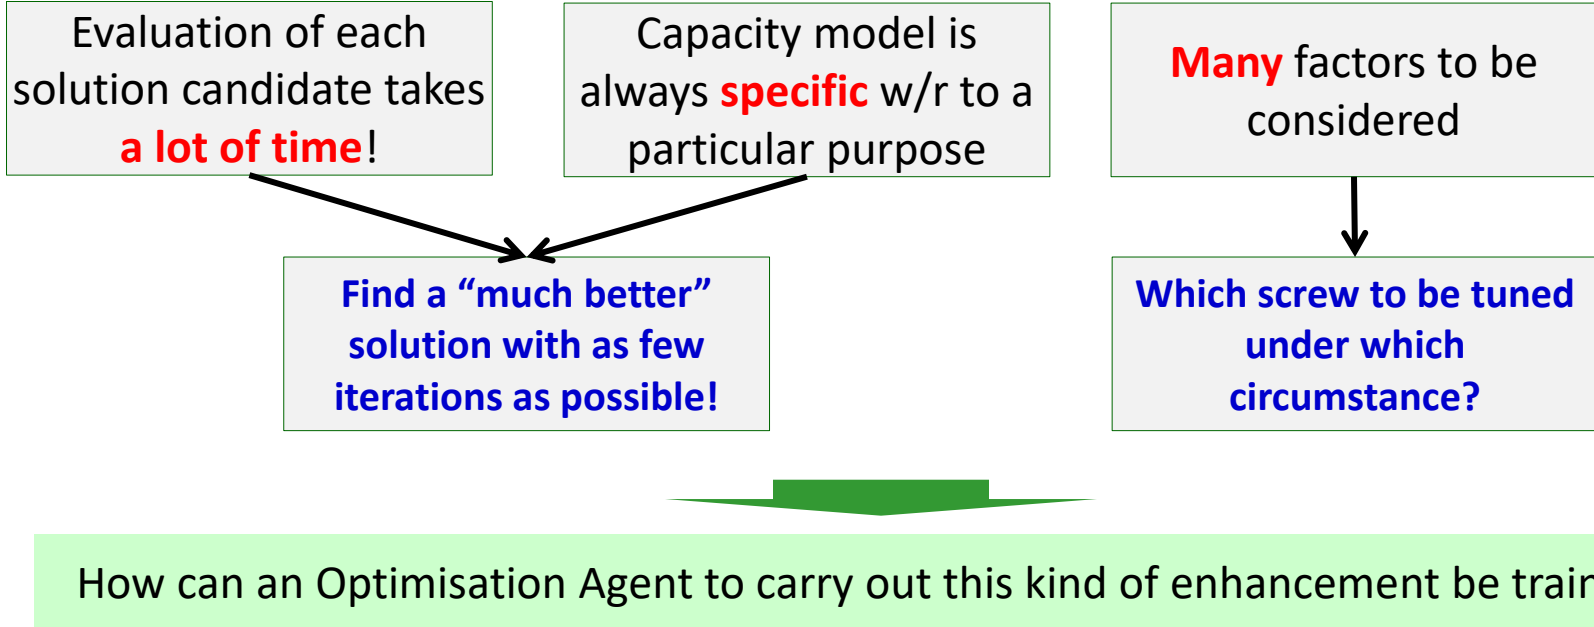 Evaluation of each
solution candidate takes
a lot of time!
Capacity model is
always specific w/r to a
particular purpose
Many factors to be
considered
Find a “much better”
solution with as few
iterations as possible!
Which screw to be tuned
under which
circumstance?
How can an Optimisation Agent to carry out this kind of enhancement be train